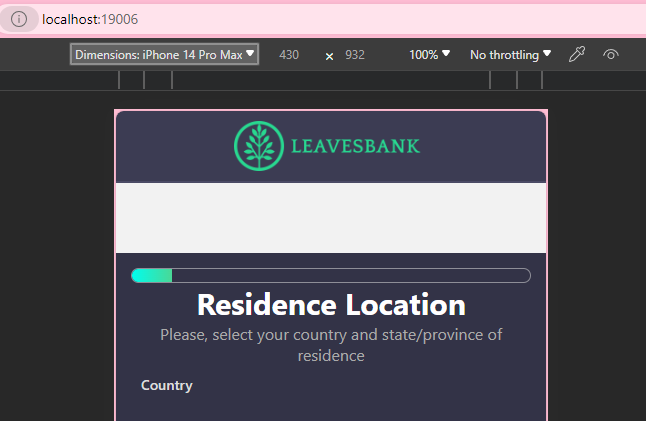 localhost:19006
Dimensions: iPhone 14 Pro Max 430 × 932 100% No throttling
LEAVESBANK
Residence Location
Please, select your country and state/province of
residence
Country